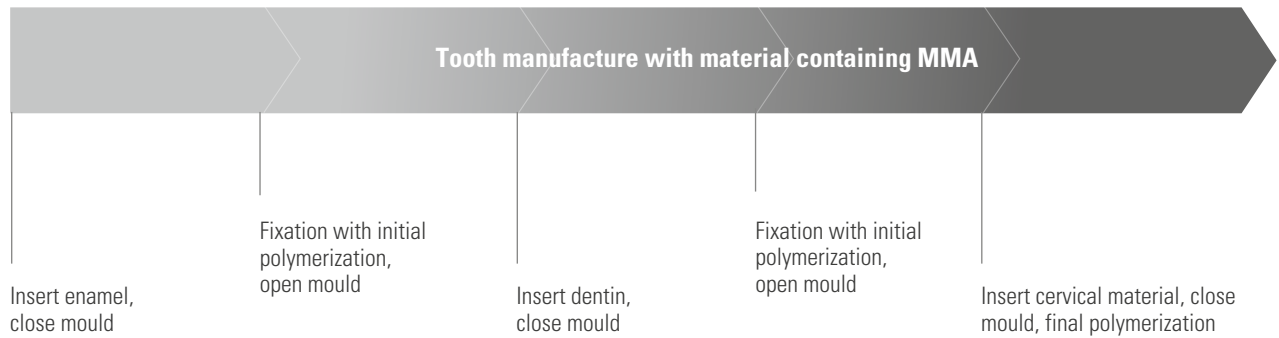 Tooth manufacture with material containing MMA
Insert enamel,
close mould
Fixation with initial
polymerization,
open mould
Insert dentin,
close mould
Fixation with initial
polymerization,
open mould
Insert cervical material, close
mould, final polymerization